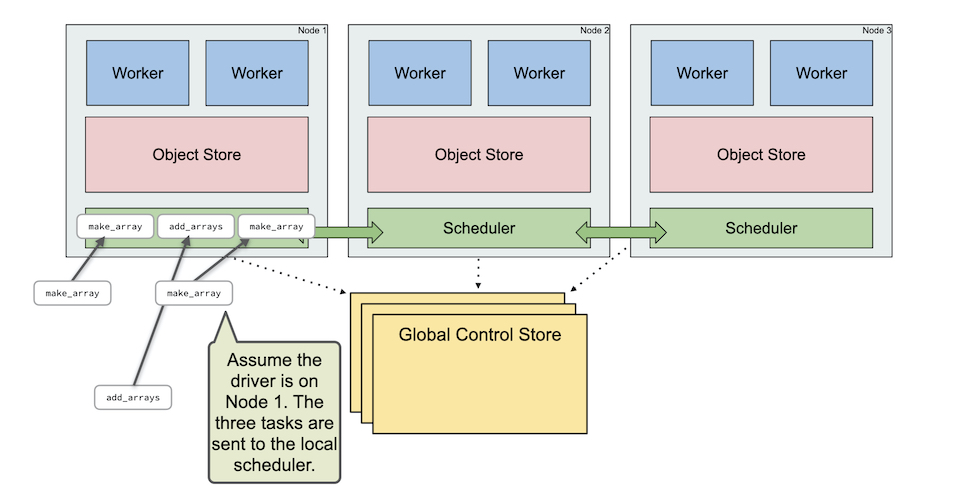 Node 1
Node 2
Node 3
Worker
Worker
Worker
Worker
Worker
Worker
Object Store
Object Store
Object Store
make_array
add_arrays
make_array
Scheduler
Scheduler
make_array
make_array
add_arrays
Global Control Store
Assume the
driver is on
Node 1. The
three tasks are
sent to the local
scheduler.